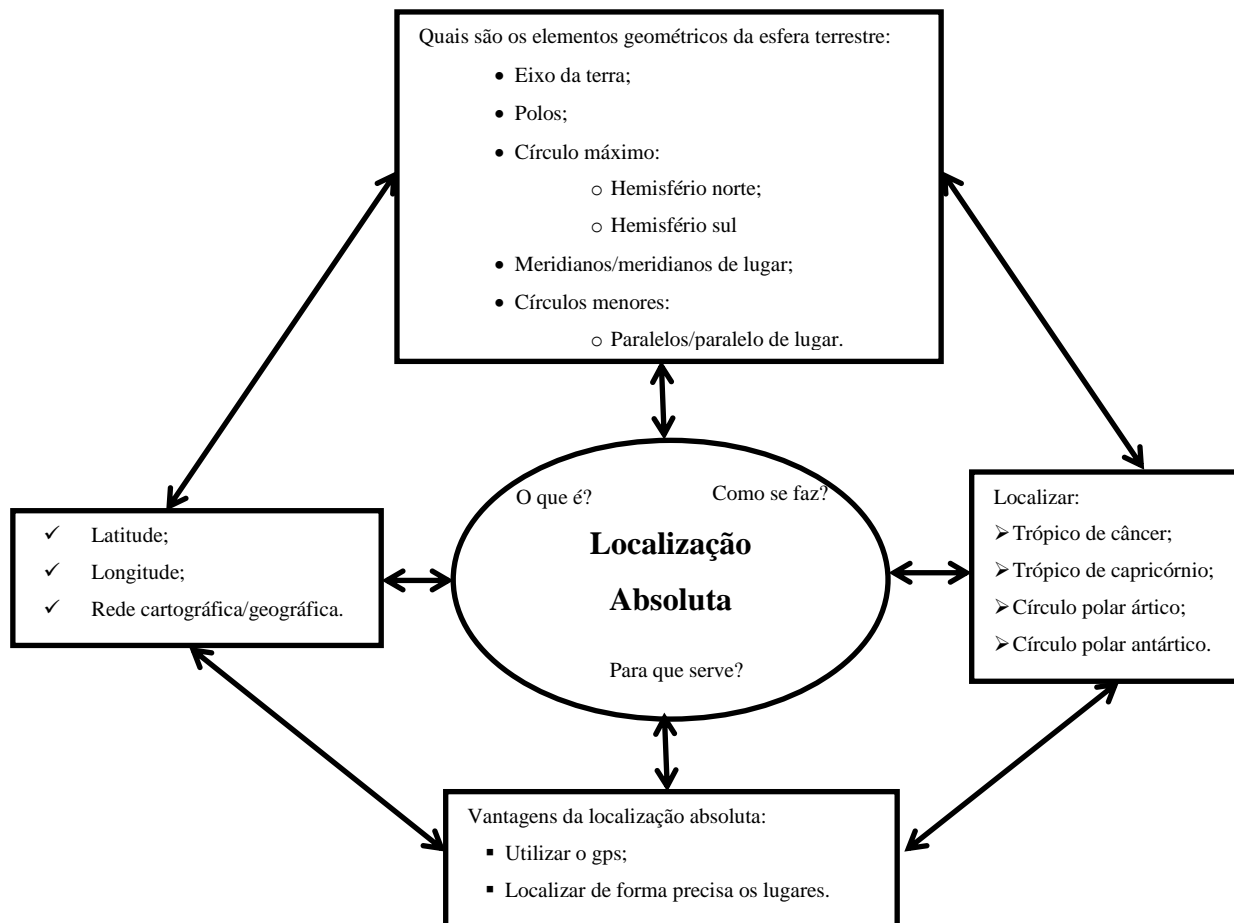 Quais são os elementos geométricos da esfera terrestre:
• Eixo da terra;
• Polos;
• Círculo máximo:
o Hemisfério norte;
o Hemisfério sul
• Meridianos/meridianos de lugar;
• Círculos menores:
o Paralelos/paralelo de lugar.
O que é?
Como se faz?
Localização
Absoluta
Para que serve?
✓ Latitude;
✓ Longitude;
✓ Rede cartográfica/geográfica.
Localizar:
➢ Trópico de câncer;
➢ Trópico de capricórnio;
➢ Círculo polar ártico;
➢ Círculo polar antártico.
Vantagens da localização absoluta:
▪ Utilizar o gps;
▪ Localizar de forma precisa os lugares.